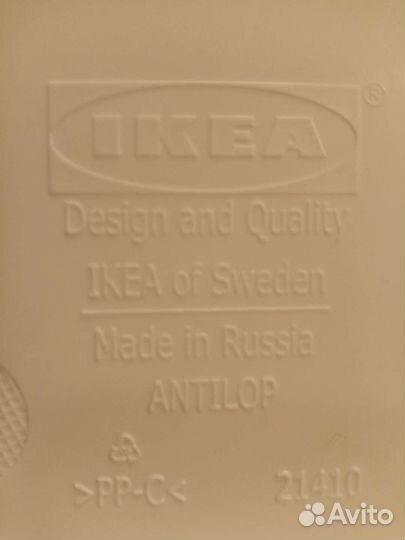 IKEA®
Design and Quality
IKEA of Sweden
Made in Russia
ANTILOP
>PP-C< 21410
Avito